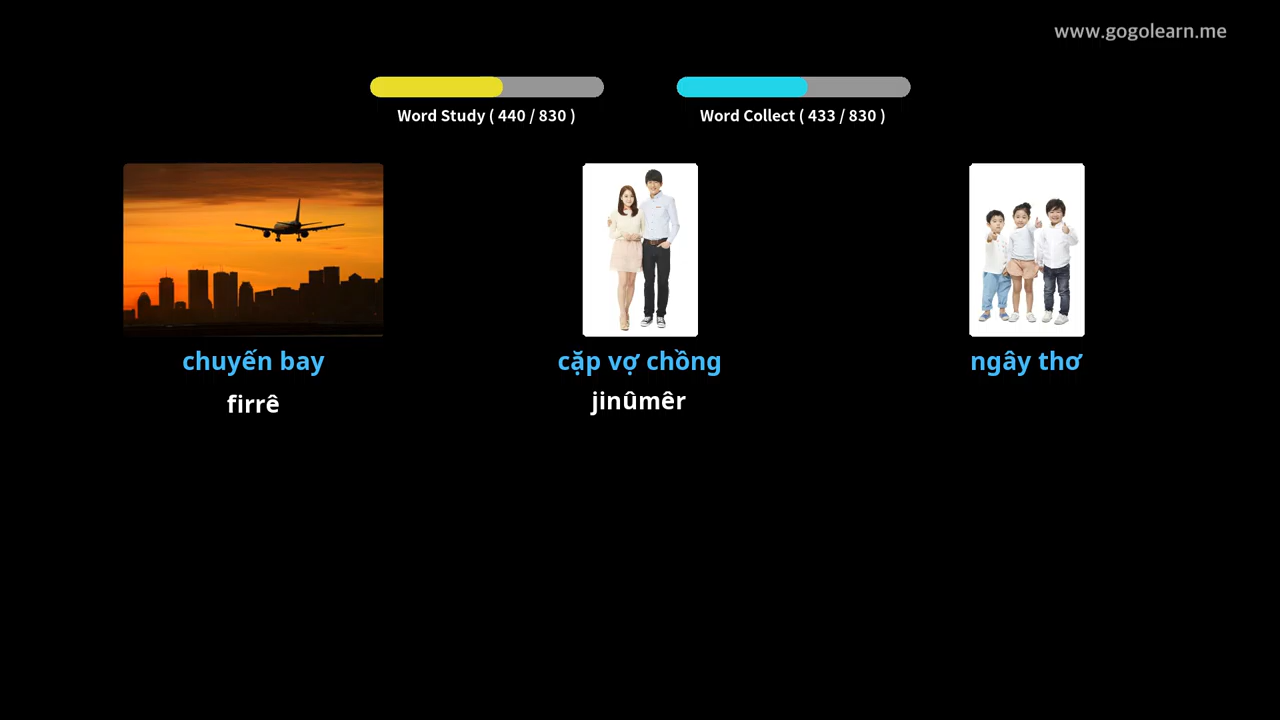 www.gogolearn.me
Word Study ( 440 / 830 )
Word Collect ( 433 / 830 )
chuyến bay
firrê
cặp vợ chồng
jinûmêr
ngây thơ